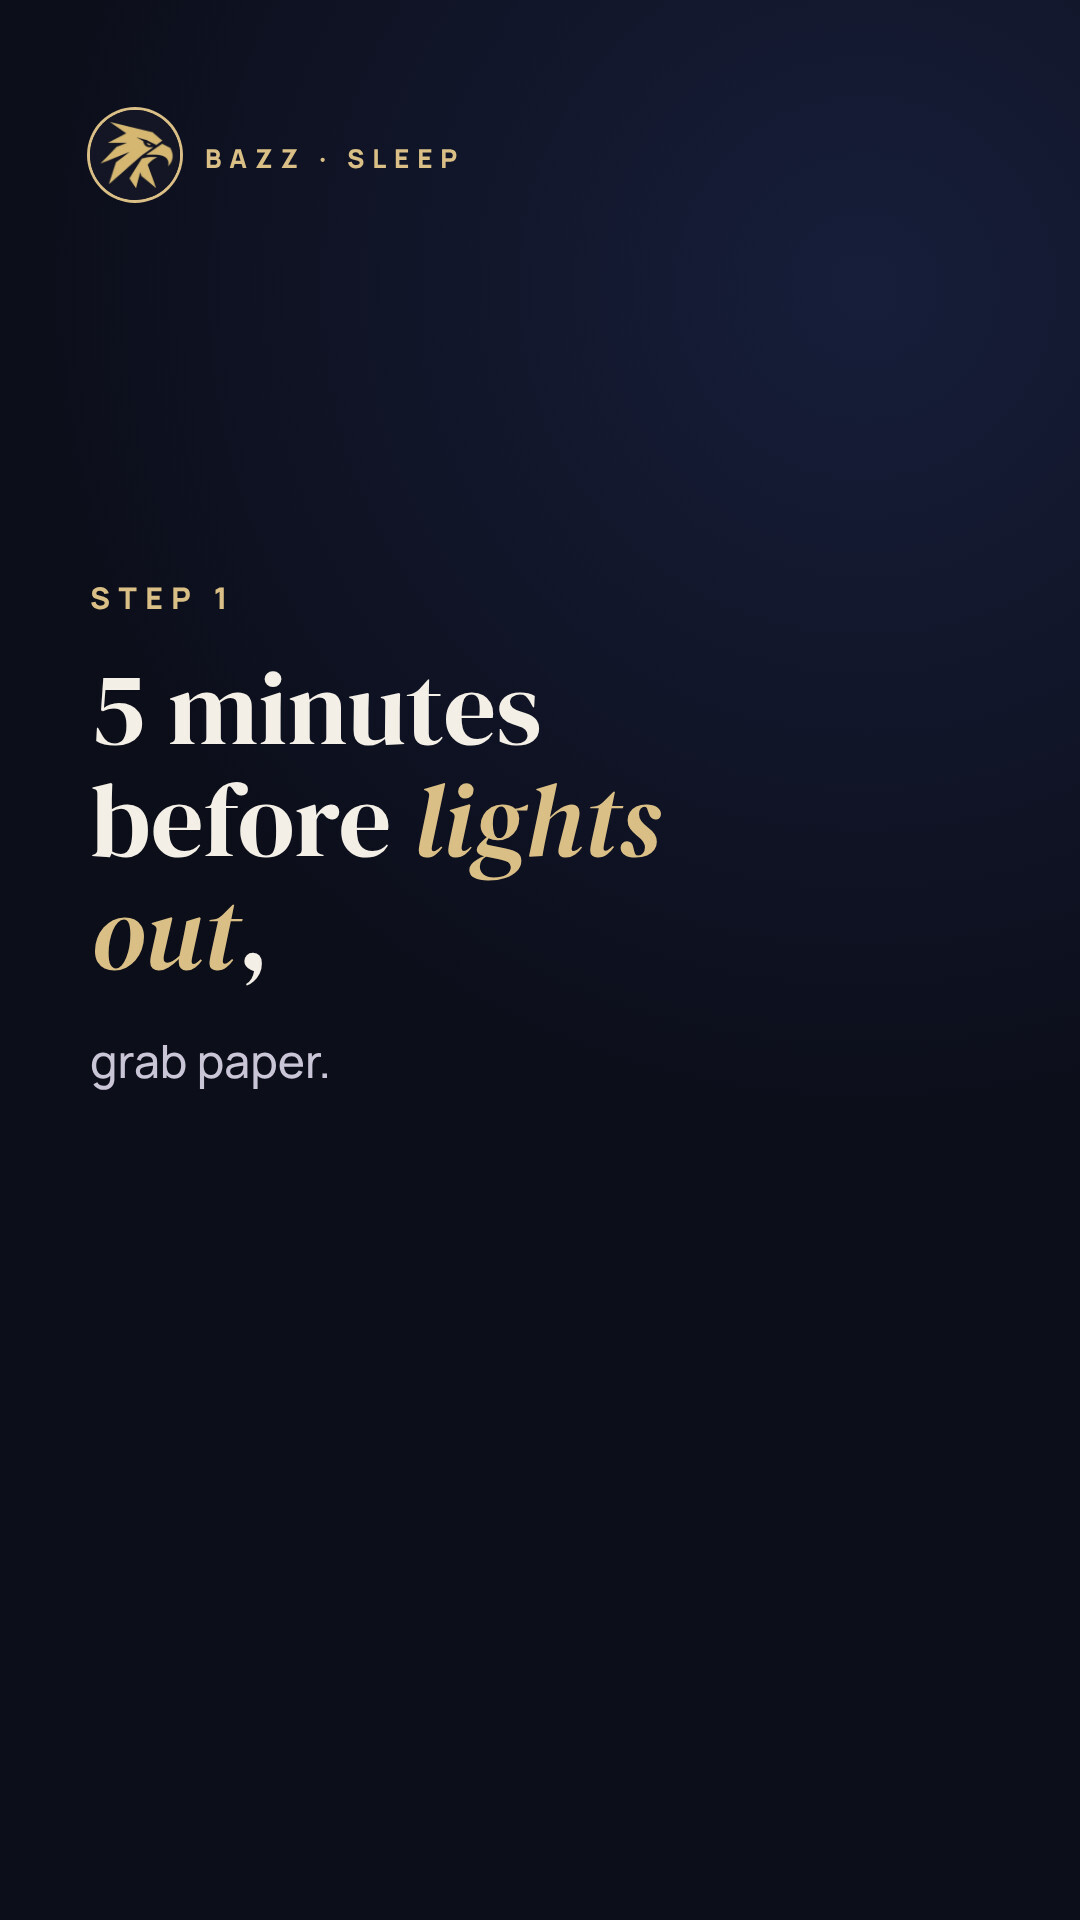 BAZZ · SLEEP
STEP 1
5 minutes
before lights
out,
grab paper.